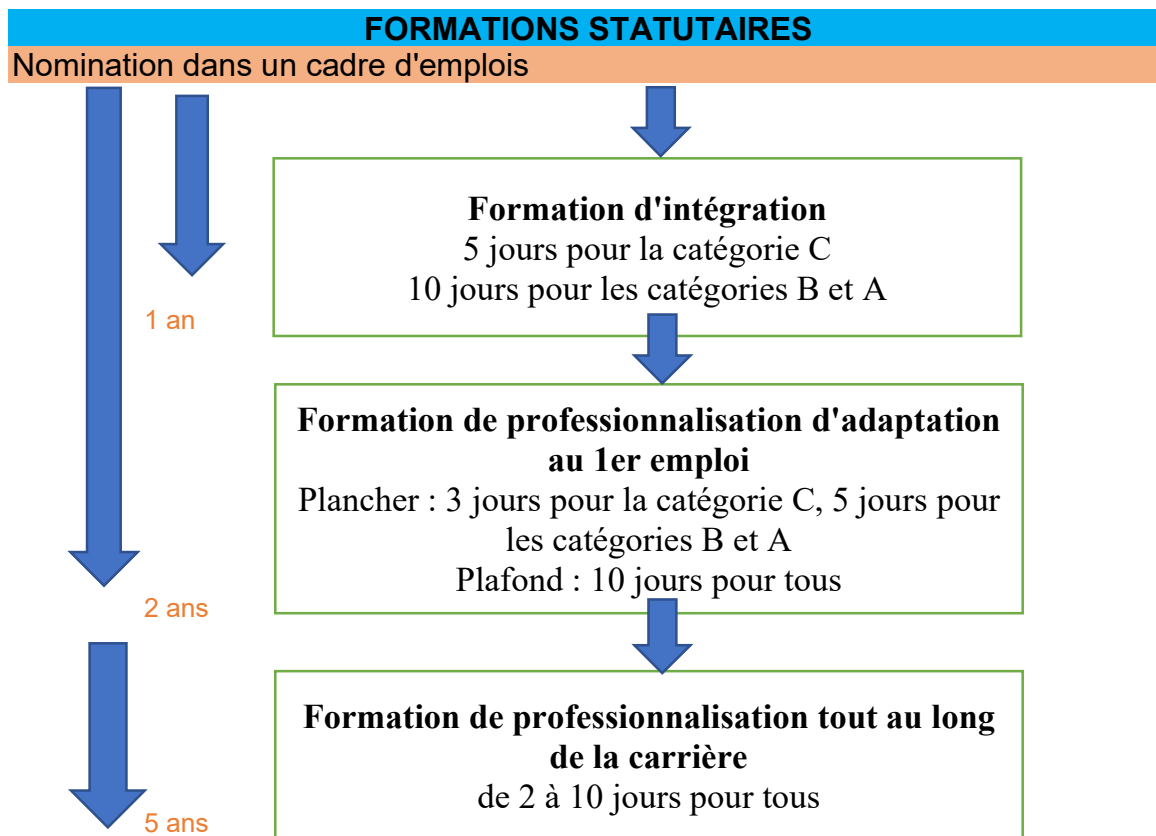 FORMATIONS STATUTAIRES
Nomination dans un cadre d'emplois
Formation d'intégration
5 jours pour la catégorie C
10 jours pour les catégories B et A
1 an
Formation de professionnalisation d'adaptation
au 1er emploi
Plancher : 3 jours pour la catégorie C, 5 jours pour
les catégories B et A
Plafond : 10 jours pour tous
2 ans
Formation de professionnalisation tout au long
de la carrière
de 2 à 10 jours pour tous
5 ans